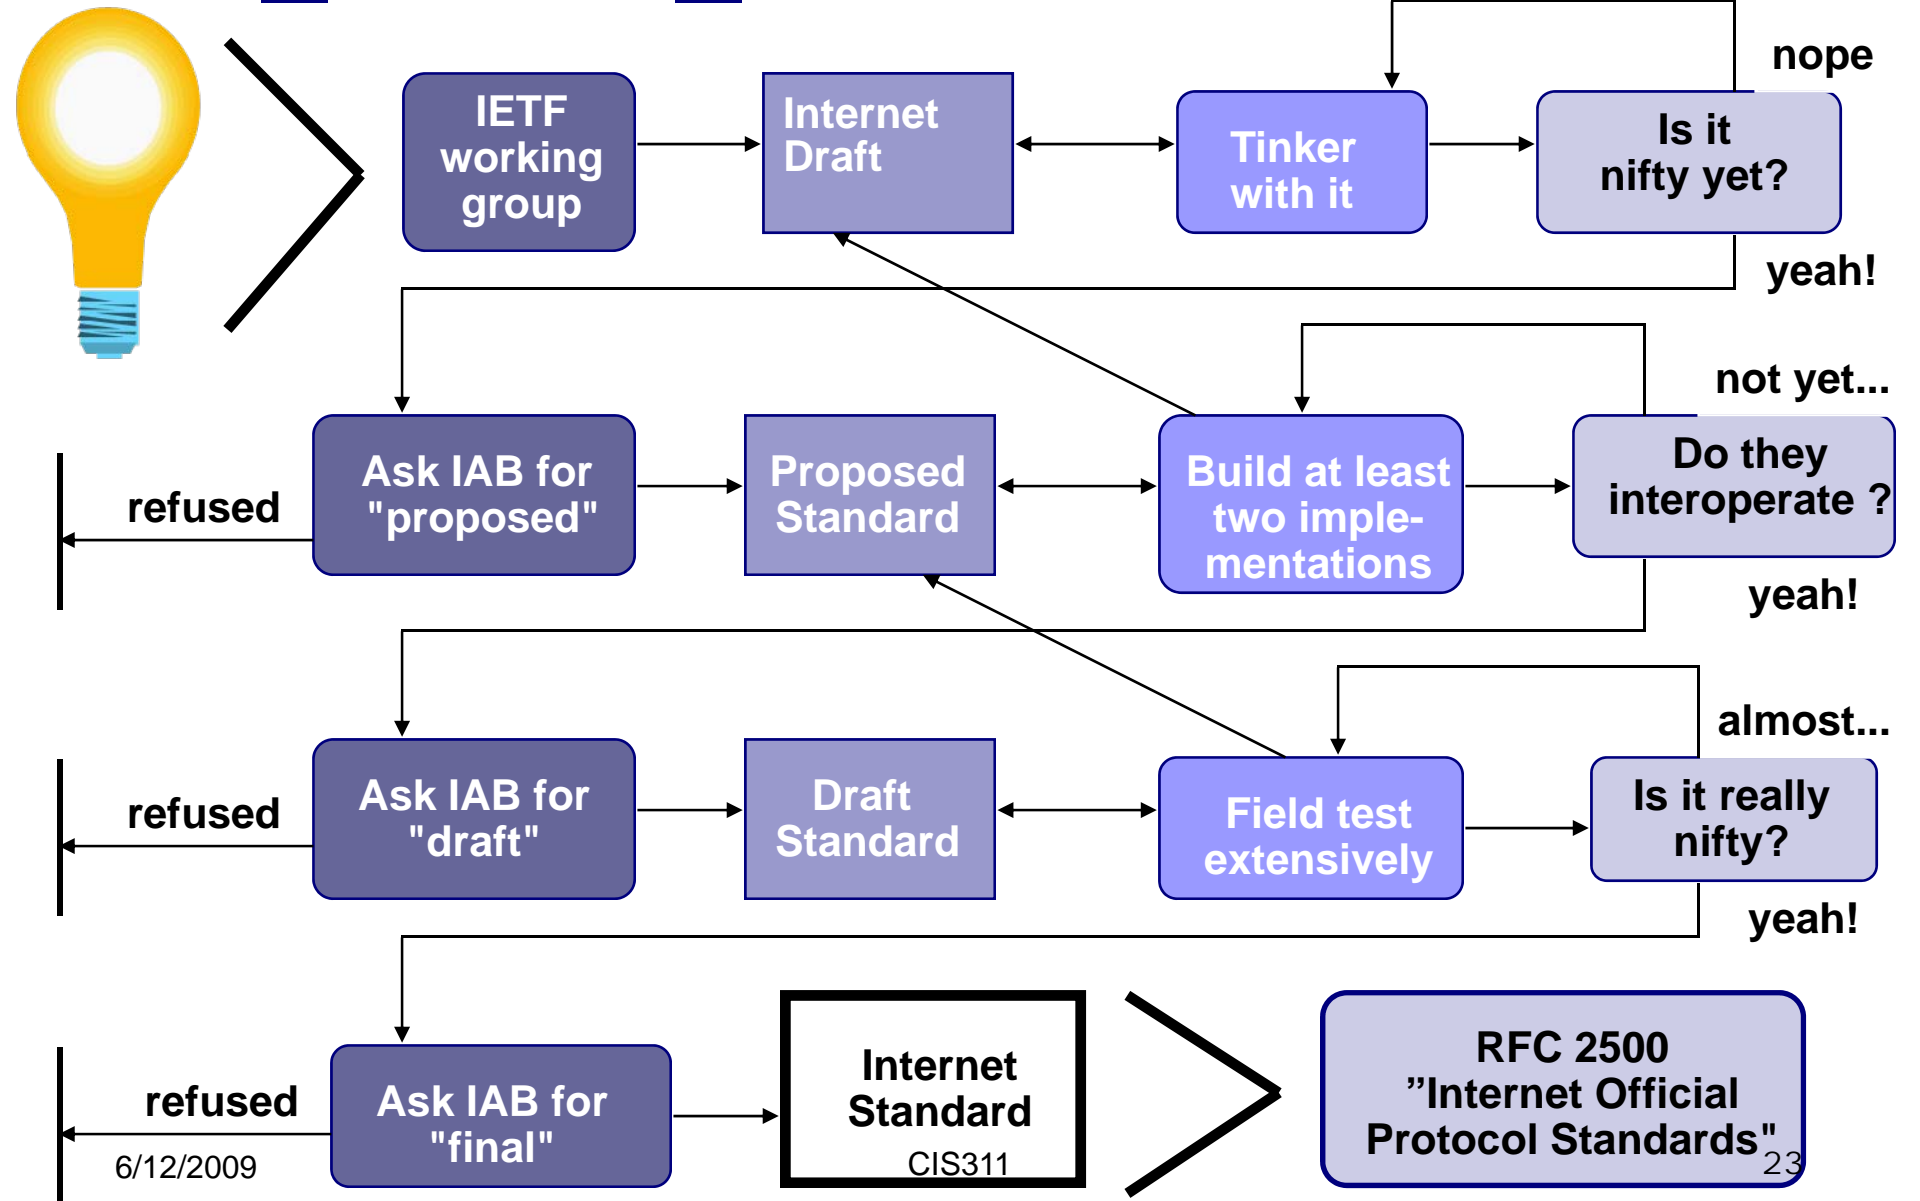 nope
IETF
working
group
Internet
Draft
Tinker
with it
Is it
nifty yet?
yeah!
not yet...
refused
Ask IAB for
"proposed"
Proposed
Standard
Build at least
two imple-
mentations
Do they
interoperate ?
yeah!
almost...
refused
Ask IAB for
"draft"
Draft
Standard
Field test
extensively
Is it really
nifty?
yeah!
refused
Ask IAB for
"final"
Internet
Standard
RFC 2500
”Internet Official
Protocol Standards"
6/12/2009
CIS311
23